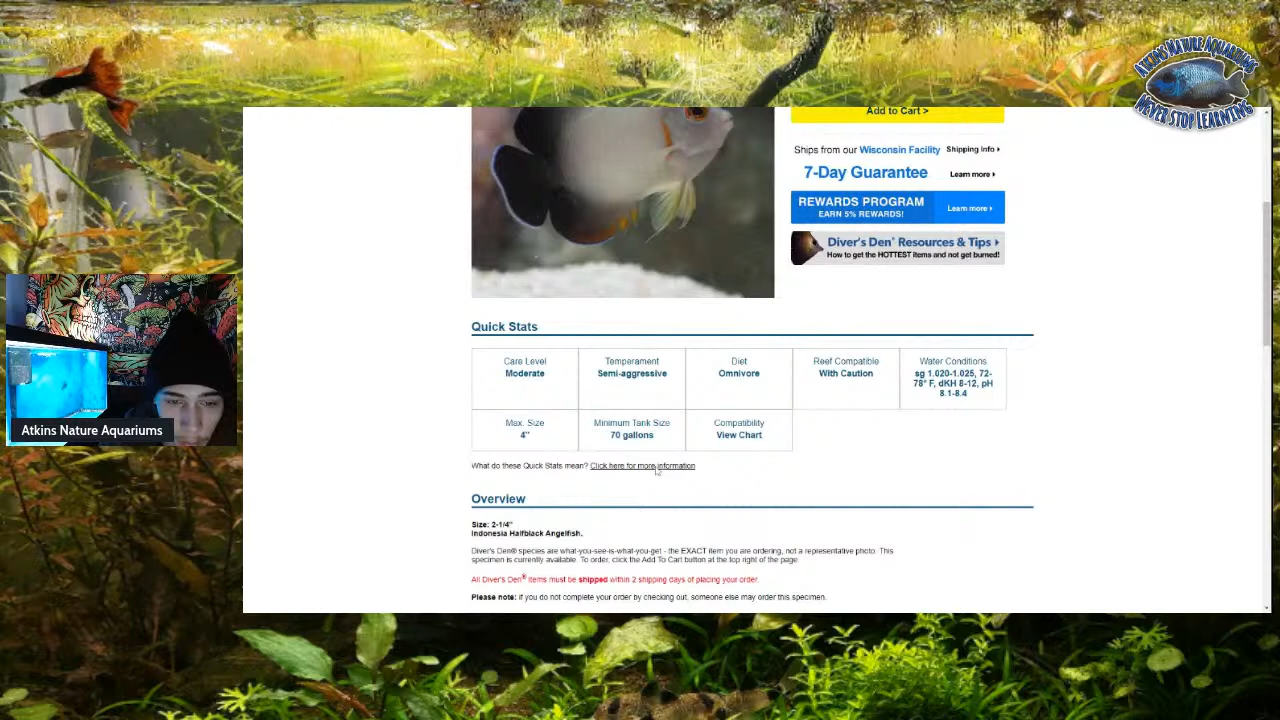 ATKINS NATURE AQUARIUMS
NEVER STOP LEARNING
Add to Cart >
Ships from our Wisconsin Facility Shipping Info
7-Day Guarantee Learn more
REWARDS PROGRAM
EARN 5% REWARDS!
Learn more
Diver's Den® Resources & Tips
How to get the HOTTEST items and not get burned!
Quick Stats
Care Level
Moderate
Temperament
Semi-aggressive
Diet
Omnivore
Reef Compatible
With Caution
Water Conditions
sg 1.020-1.025, 72-
78° F, dKH 8-12, pH
8.1-8.4
Max. Size
4"
Minimum Tank Size
70 gallons
Compatibility
View Chart
What do these Quick Stats mean? Click here for more information
Atkins Nature Aquariums
Overview
Size: 2-1/4"
Indonesia Halfblack Angelfish.
Diver's Den® species are what-you-see-is-what-you-get - the EXACT item you are ordering, not a representative photo. This
specimen is currently available. To order, click the Add To Cart button at the top right of the page.
All Diver's Den® items must be shipped within 2 shipping days of placing your order.
Please note: if you do not complete your order by checking out, someone else may order this specimen.